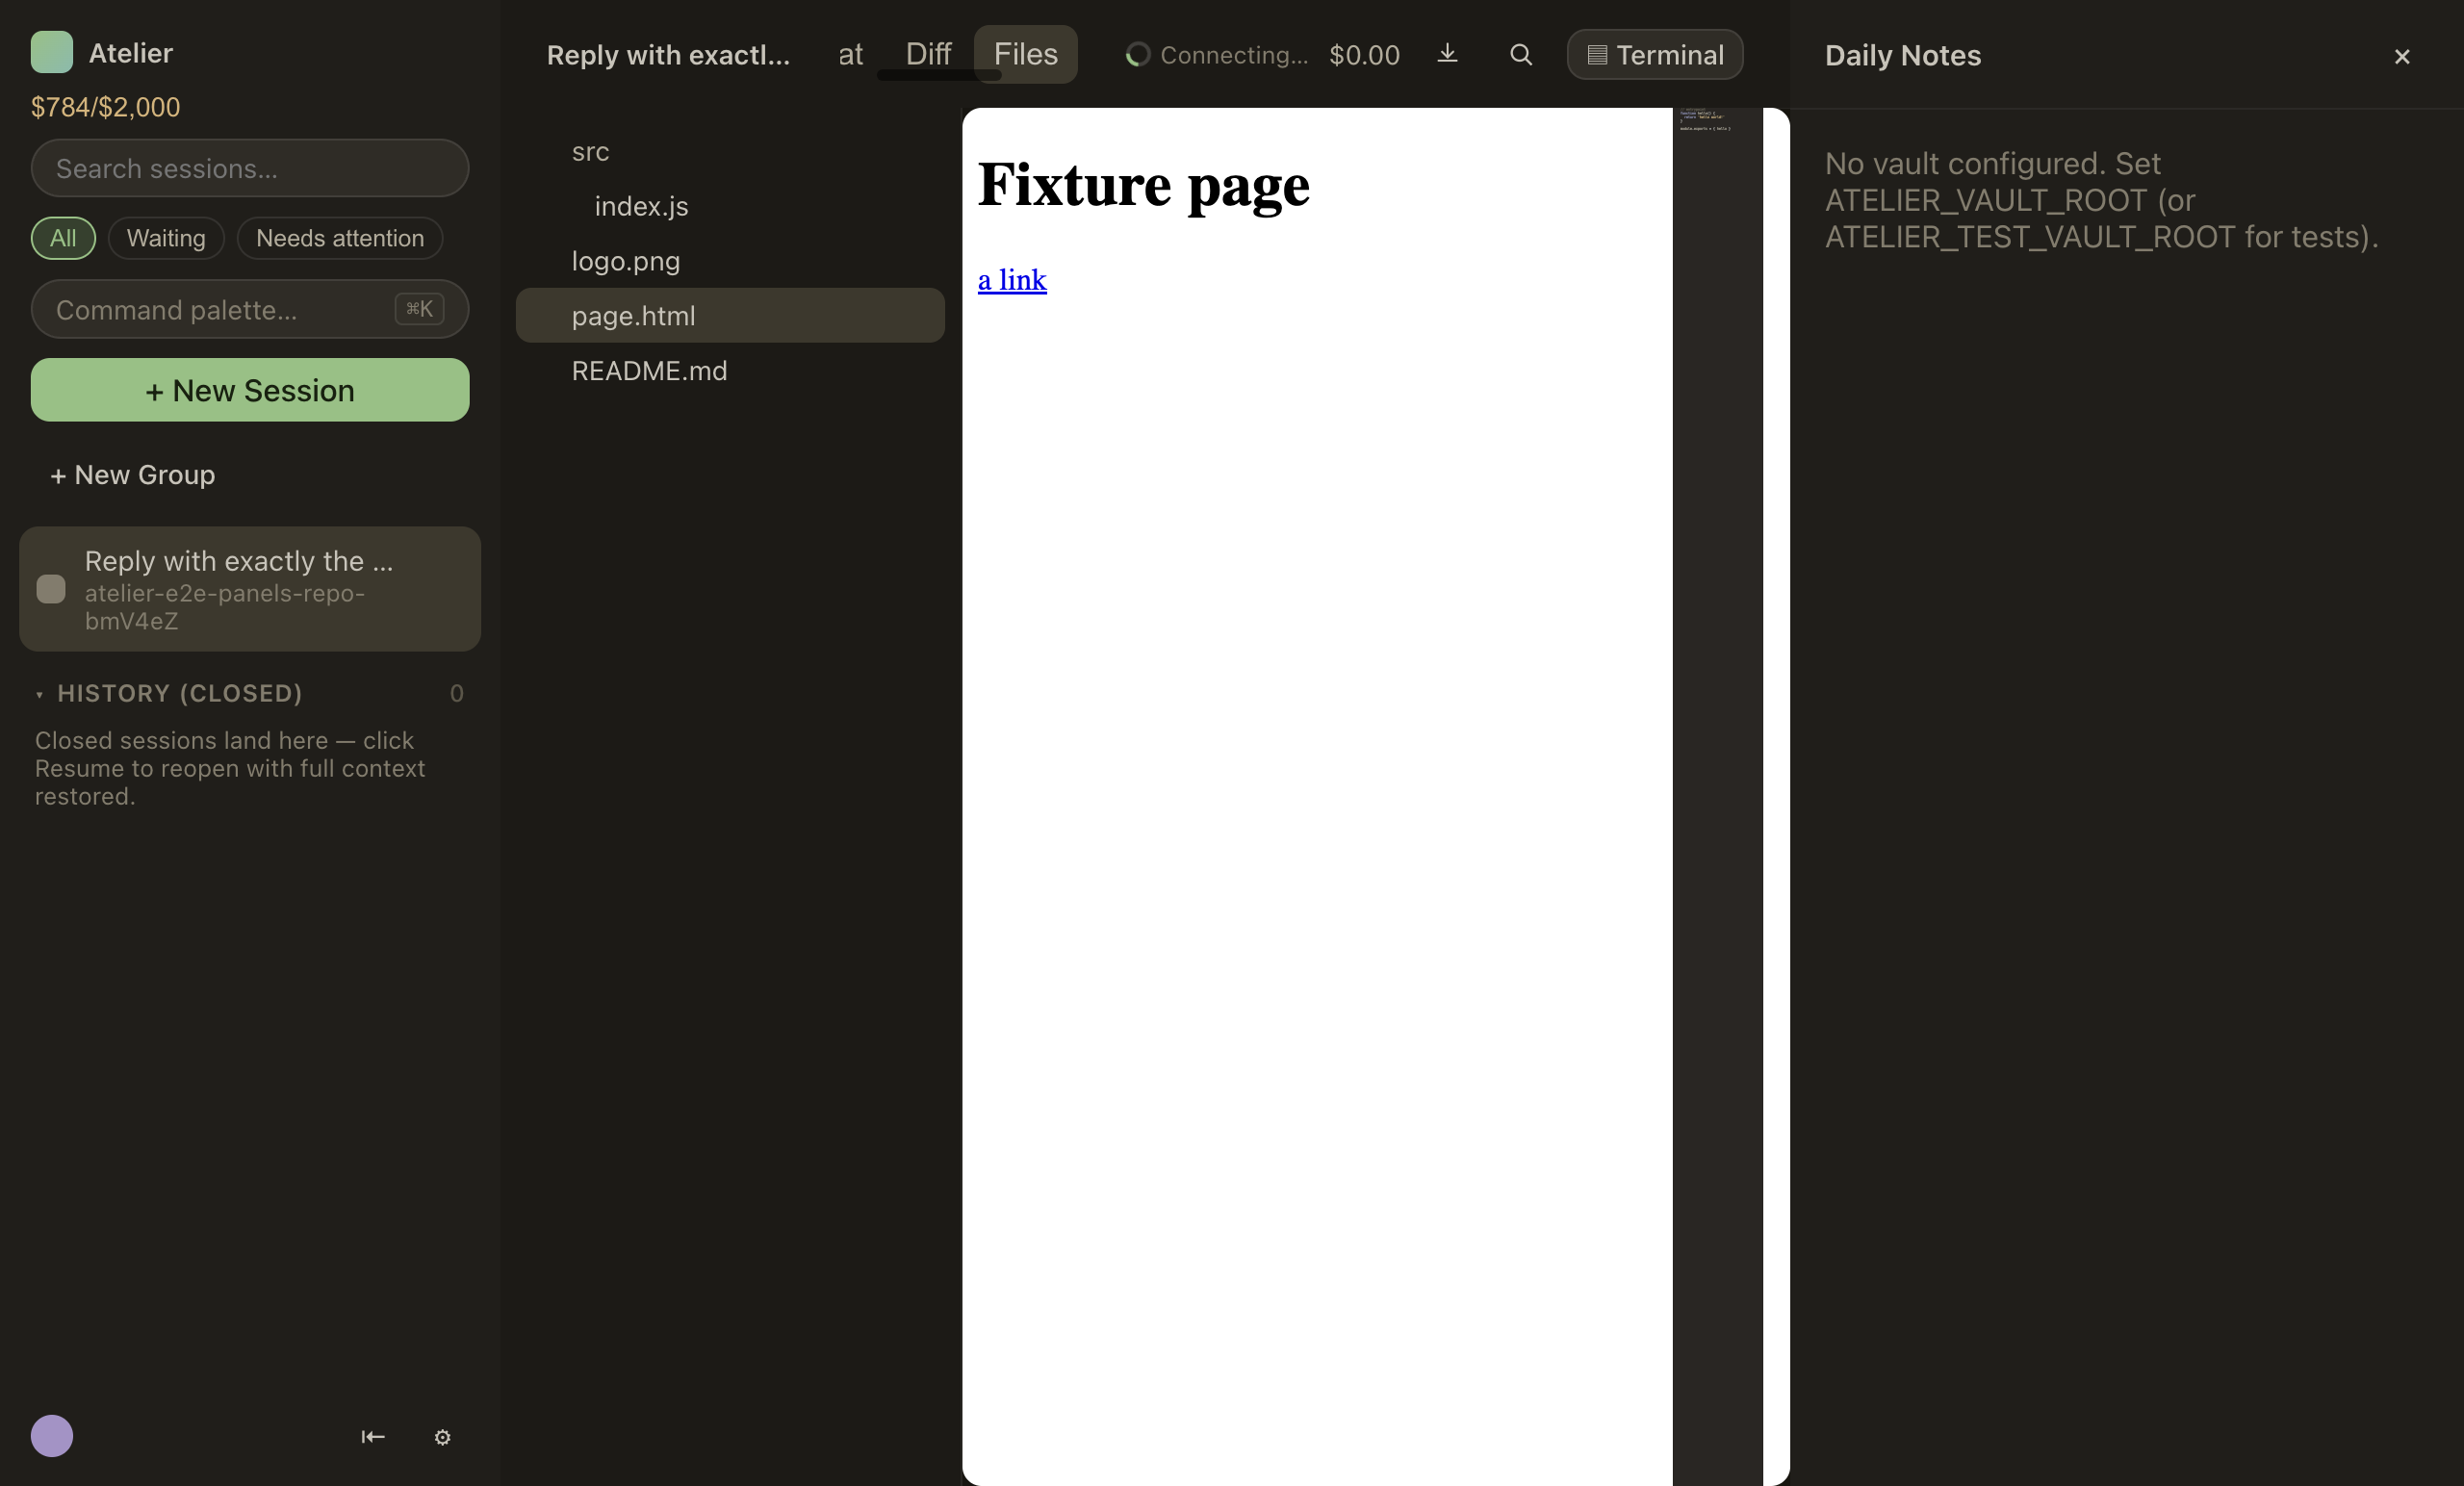 Atelier
$784/$2,000
Search sessions...
All
Waiting
Needs attention
Command palette...
⌘K
+ New Session
+ New Group
Reply with exactly the ...
atelier-e2e-panels-repo-
bmV4eZ
HISTORY (CLOSED)
0
Closed sessions land here — click
Resume to reopen with full context
restored.
Reply with exactl...
at
Diff
Files
Connecting...
$0.00
Terminal
src
index.js
logo.png
page.html
README.md
Fixture page
a link
Daily Notes
×
No vault configured. Set
ATELIER_VAULT_ROOT (or
ATELIER_TEST_VAULT_ROOT for tests).